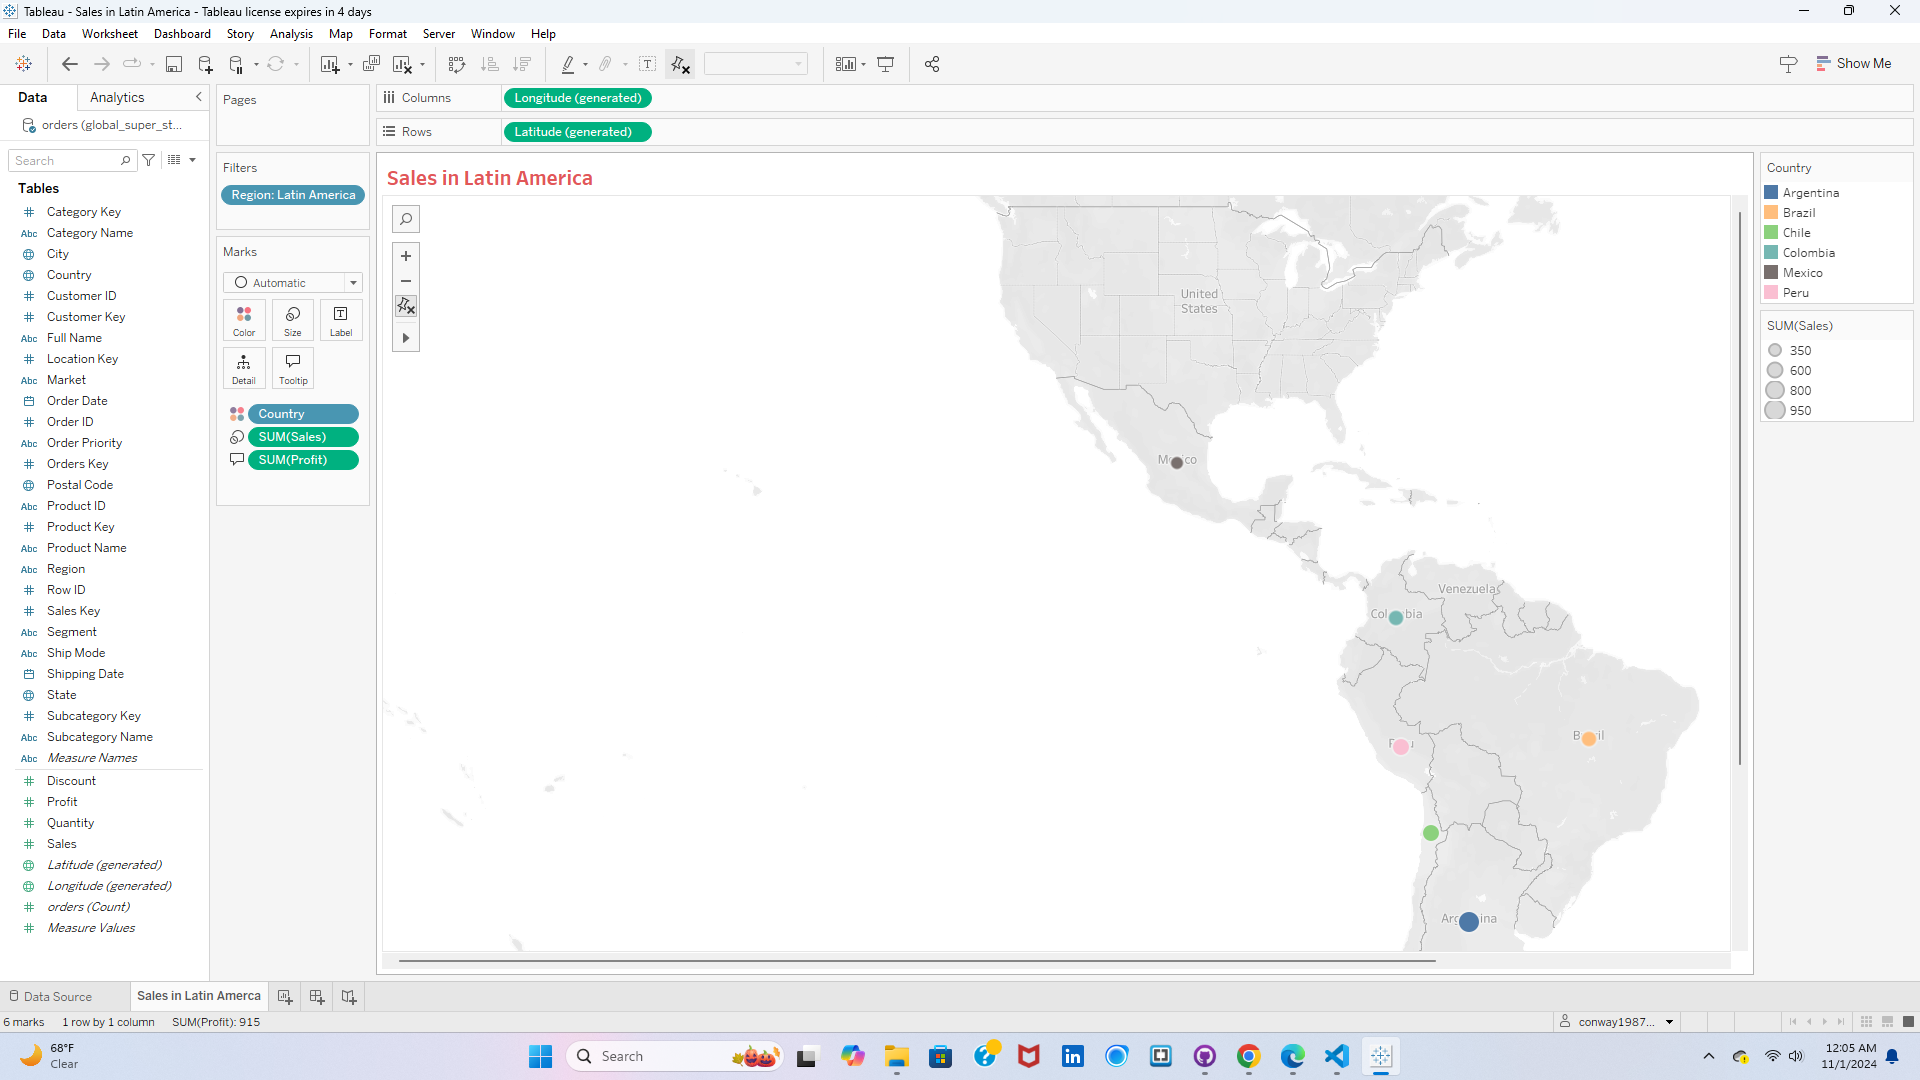 Tableau - Sales in Latin America - Tableau license expires in 4 days
File Data Worksheet Dashboard Story Analysis Map Format Server Window Help
Show Me
Data Analytics
orders (global_super_st...
Search
Tables
Category Key
Abc Category Name
City
Country
Customer ID
Customer Key
Abc Full Name
Location Key
Abc Market
Order Date
Order ID
Abc Order Priority
Orders Key
Postal Code
Abc Product ID
Product Key
Abc Product Name
Abc Region
Row ID
Sales Key
Abc Segment
Abc Ship Mode
Shipping Date
State
Subcategory Key
Abc Subcategory Name
Abc Measure Names
Discount
Profit
Quantity
Sales
Latitude (generated)
Longitude (generated)
orders (Count)
Measure Values
Pages
Filters
Region: Latin America
Marks
Automatic
Color Size Label
Detail Tooltip
Country
SUM(Sales)
SUM(Profit)
Columns Longitude (generated)
Rows Latitude (generated)
Sales in Latin America
United
States
Venezuela
Country
Argentina
Brazil
Chile
Colombia
Mexico
Peru
SUM(Sales)
350
600
800
950
Data Source Sales in Latin Amerca
6 marks 1 row by 1 column SUM(Profit): 915
conway1987...
68°F
Clear
Search
12:05 AM
11/1/2024